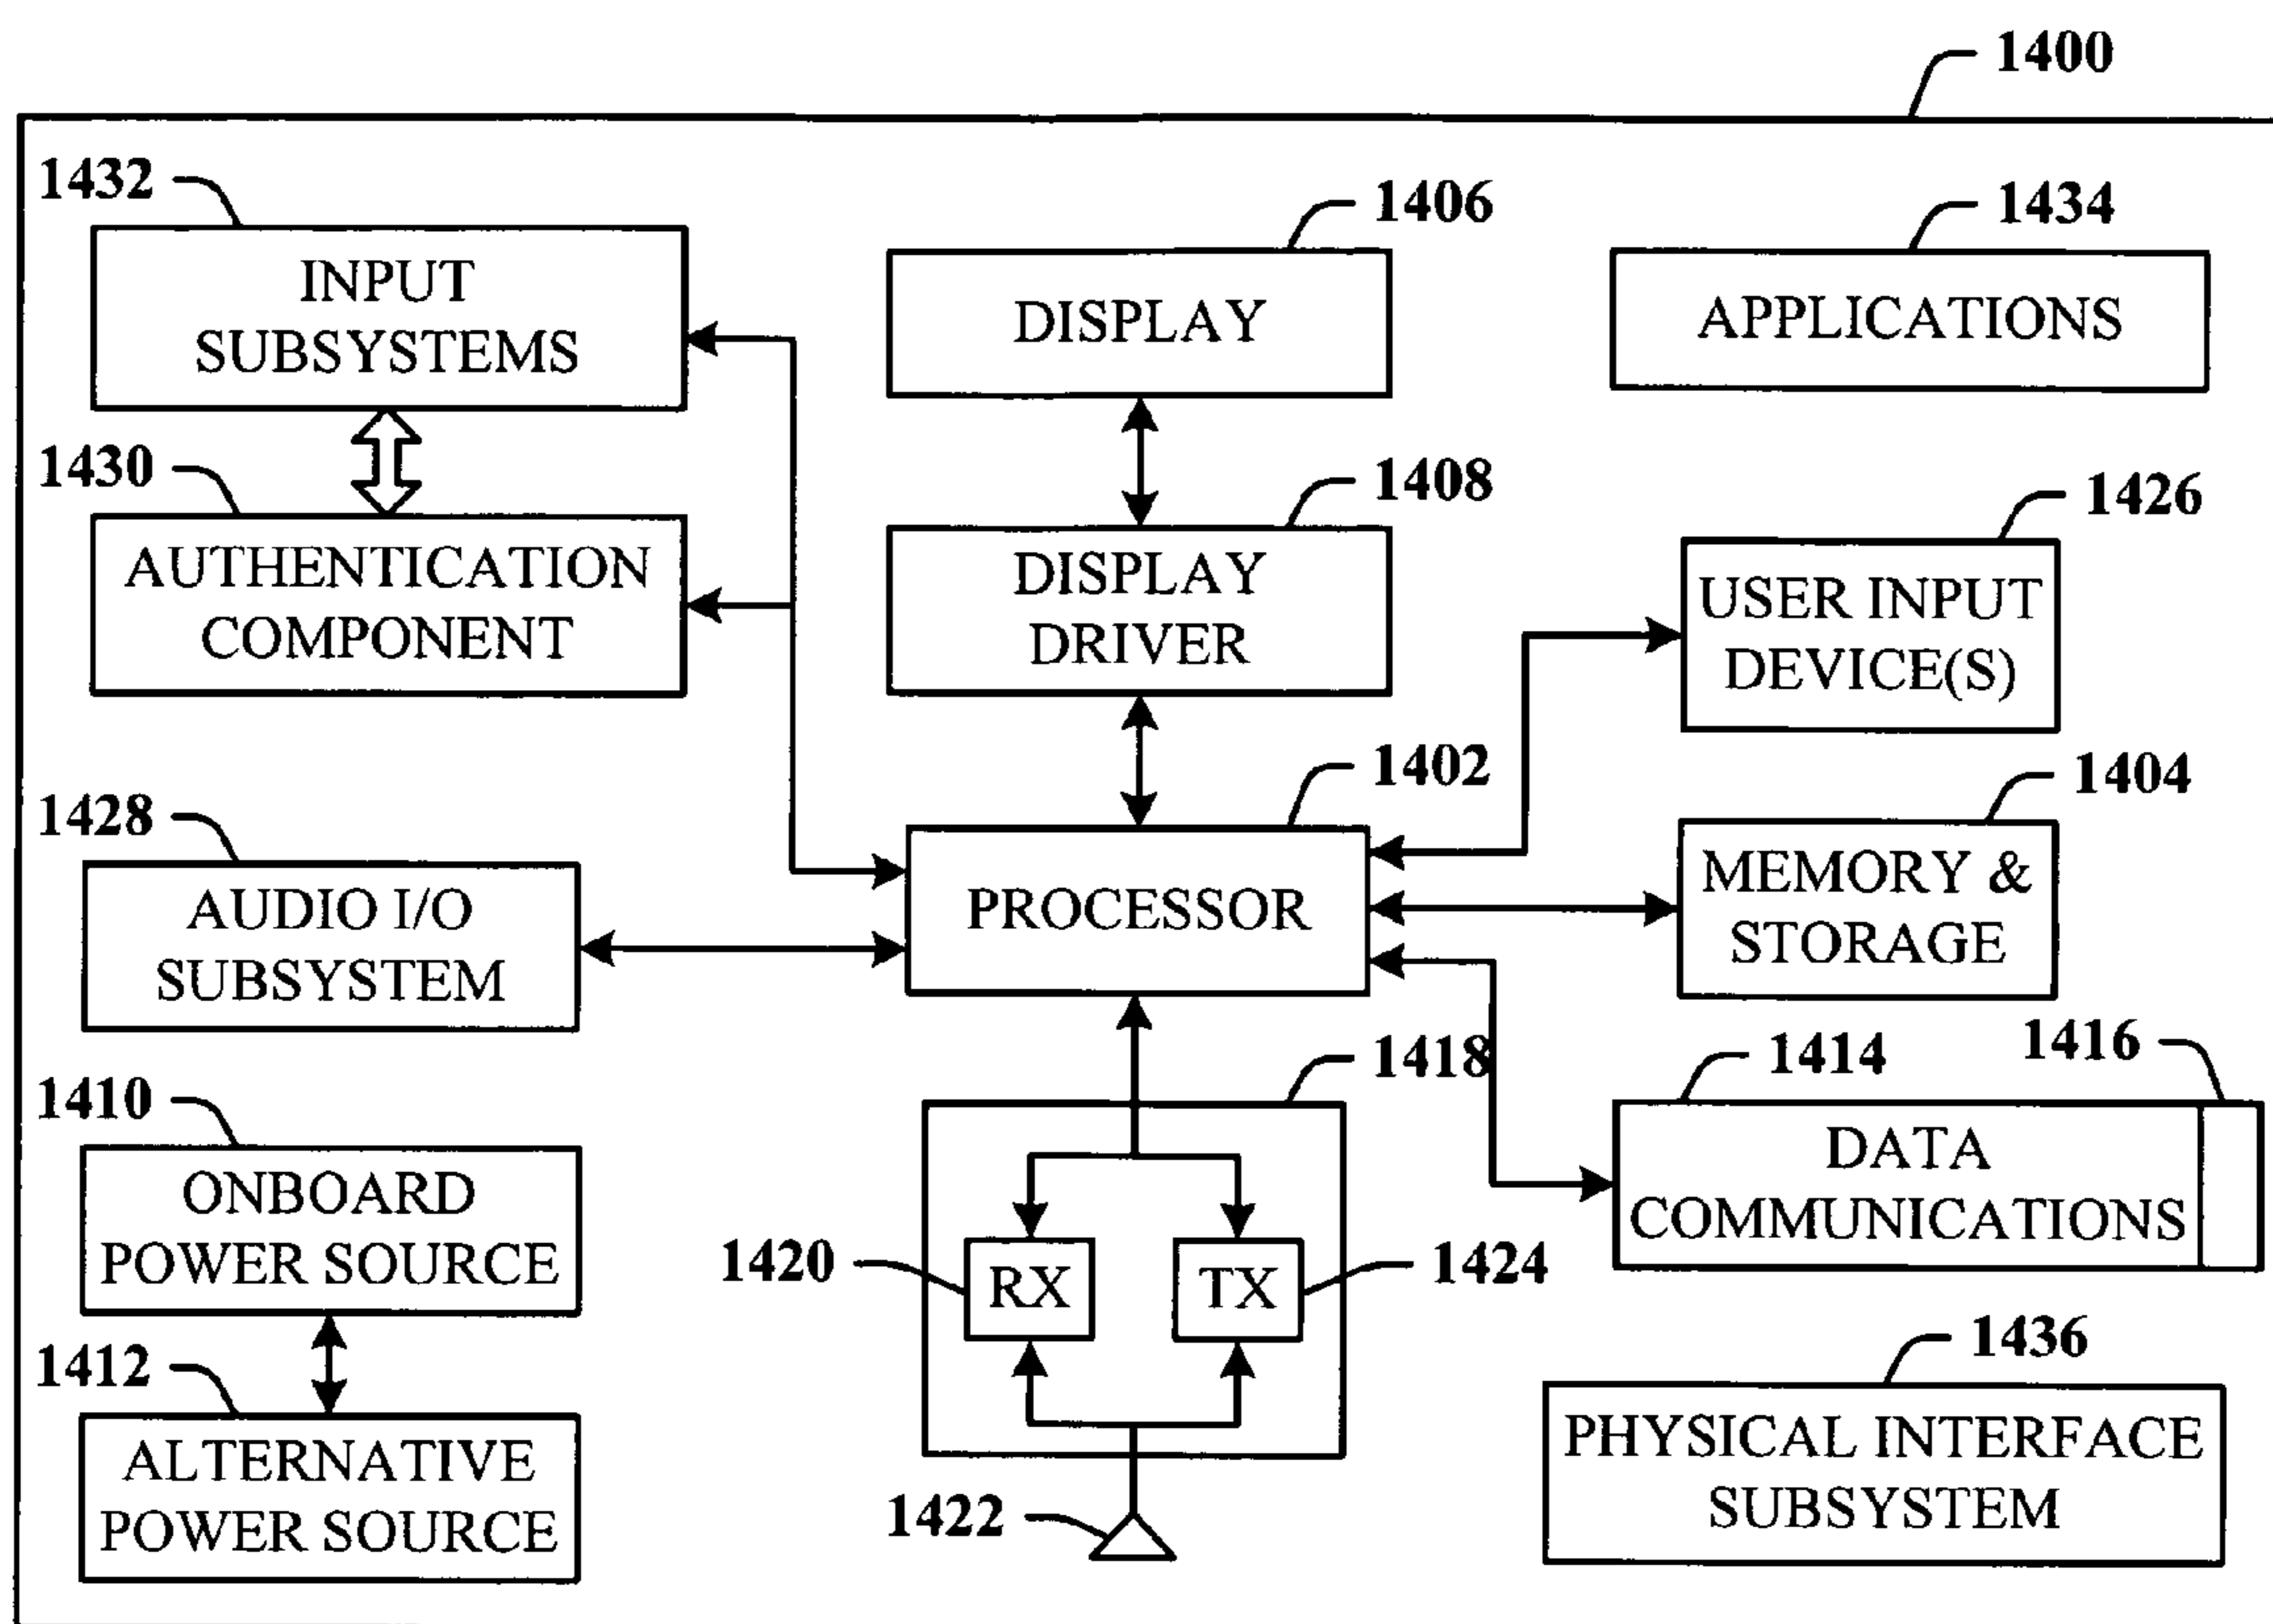 1400
1432
INPUT
SUBSYSTEMS
1406
DISPLAY
1434
APPLICATIONS
1430
AUTHENTICATION
COMPONENT
1408
DISPLAY
DRIVER
1426
USER INPUT
DEVICE(S)
1402
PROCESSOR
1404
MEMORY &
STORAGE
1428
AUDIO I/O
SUBSYSTEM
1418
1414
1416
DATA
COMMUNICATIONS
1410
ONBOARD
POWER SOURCE
1420
RX
TX
1424
1412
ALTERNATIVE
POWER SOURCE
1422
1436
PHYSICAL INTERFACE
SUBSYSTEM